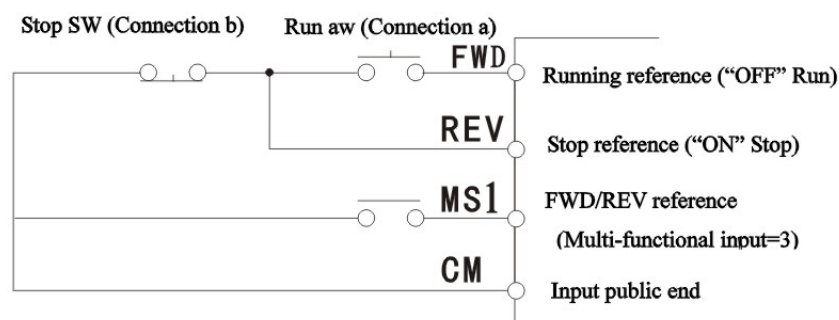 Stop SW (Connection b)
Run aw (Connection a)
FWD
Running reference (“OFF” Run)
REV
Stop reference (“ON” Stop)
MS1
FWD/REV reference
(Multi-functional input=3)
CM
Input public end